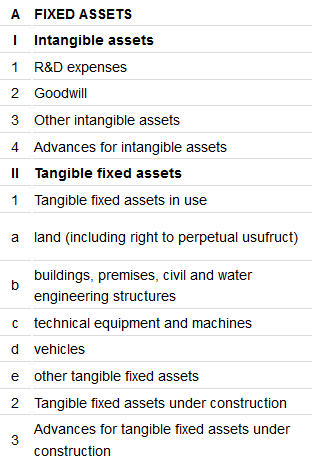 A FIXED ASSETS
I Intangible assets
1 R&D expenses
2 Goodwill
3 Other intangible assets
4 Advances for intangible assets
II Tangible fixed assets
1 Tangible fixed assets in use
a land (including right to perpetual usufruct)
b buildings, premises, civil and water
engineering structures
c technical equipment and machines
d vehicles
e other tangible fixed assets
2 Tangible fixed assets under construction
3 Advances for tangible fixed assets under
construction